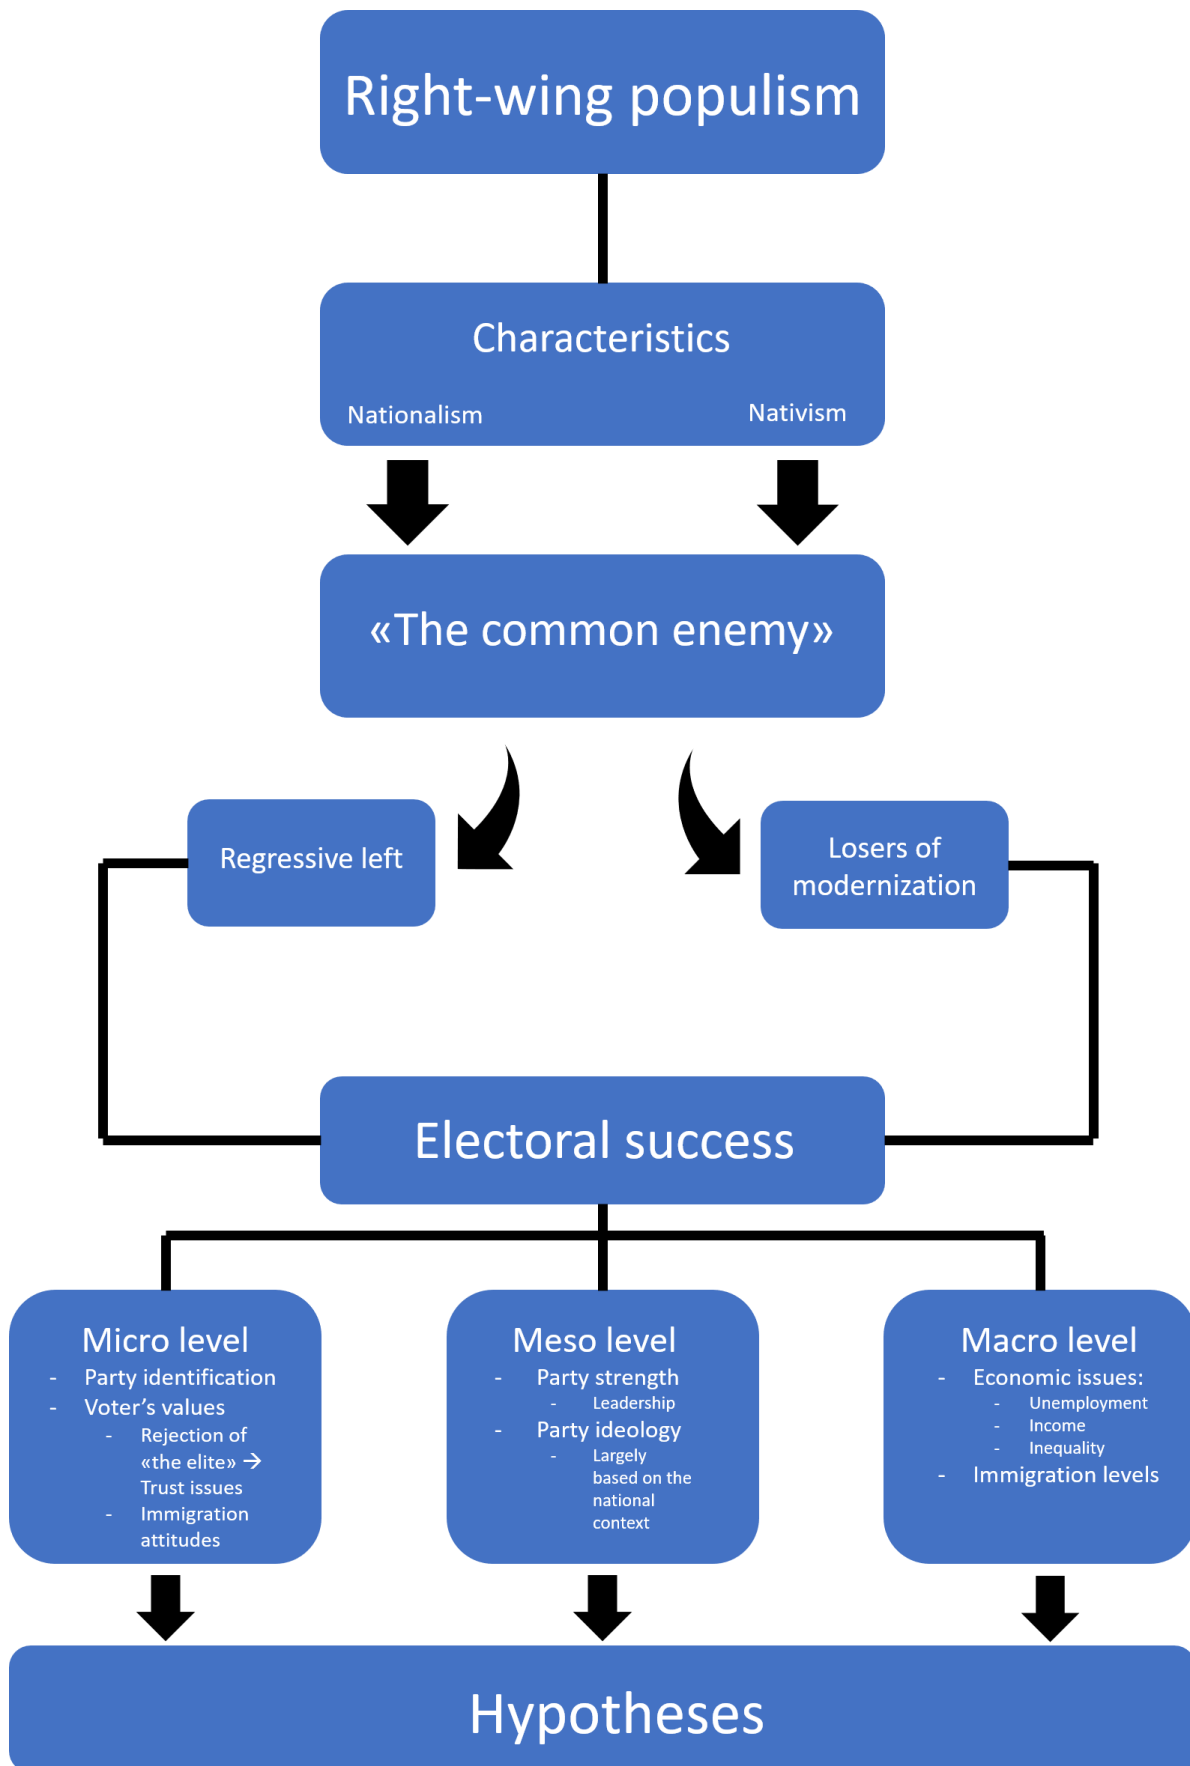 Right-wing populism
Characteristics
Nationalism
Nativism
«The common enemy»
Regressive left
Losers of
modernization
Electoral success
Micro level
- Party identification
- Voter’s values
- Rejection of
«the elite» →
Trust issues
- Immigration
attitudes
Meso level
- Party strength
- Leadership
- Party ideology
- Largely
based on the
national
context
Macro level
- Economic issues:
- Unemployment
- Income
- Inequality
- Immigration levels
Hypotheses